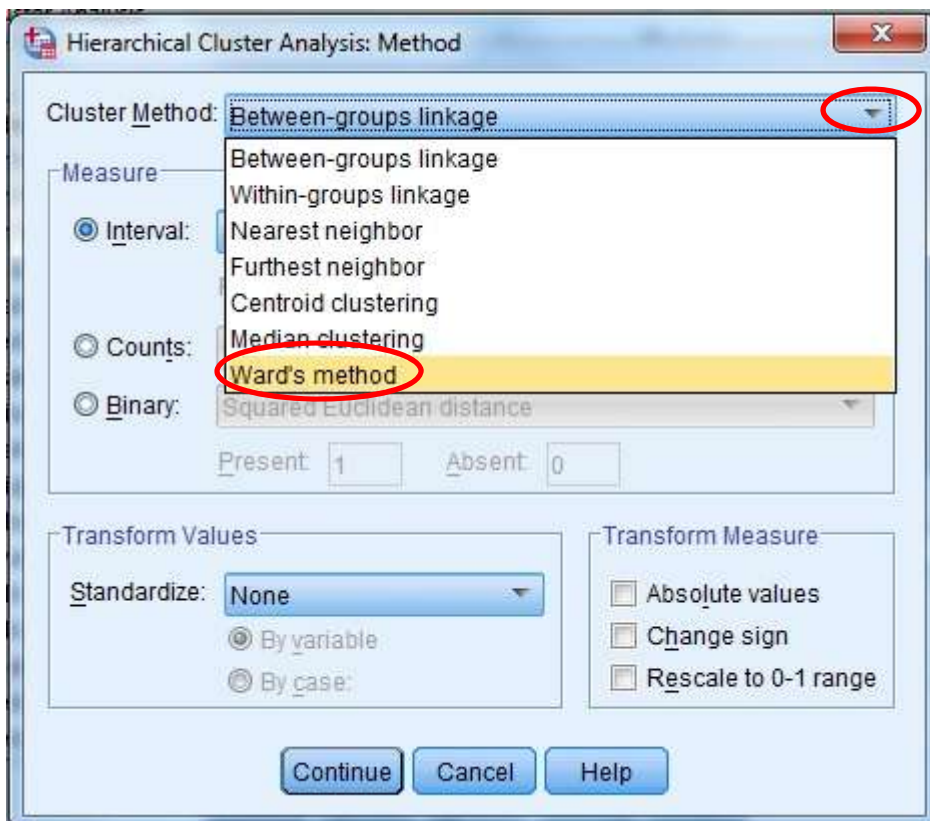 Hierarchical Cluster Analysis: Method
Cluster Method: Between-groups linkage
Between-groups linkage
Within-groups linkage
Nearest neighbor
Furthest neighbor
Centroid clustering
Median clustering
Ward's method
Measure
Interval:
Counts:
Binary: Squared Euclidean distance
Present: 1 Absent: 0
Transform Values
Standardize: None
By variable
By case:
Transform Measure
Absolute values
Change sign
Rescale to 0-1 range
Continue Cancel Help